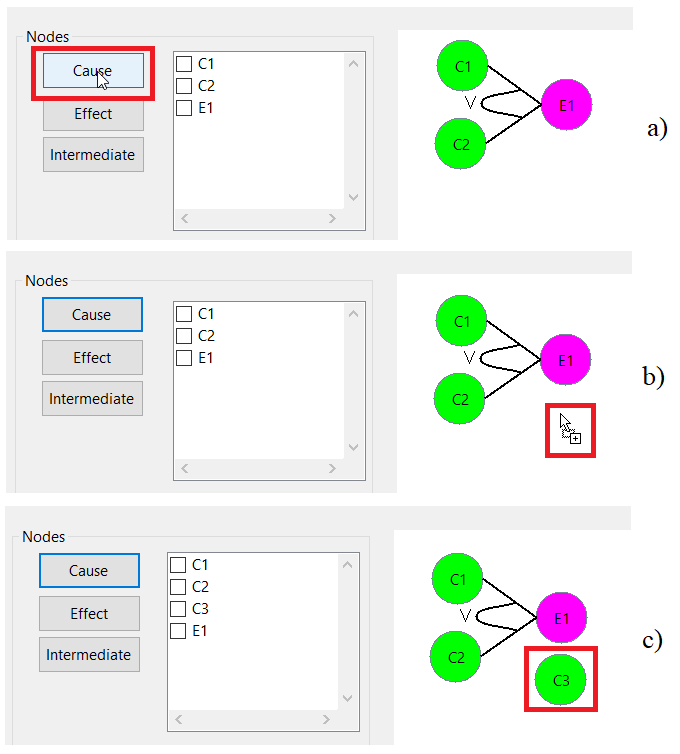 Nodes
Cause
Effect
Intermediate
C1
C2
E1
C1
∨
C2
E1
a)
Nodes
Cause
Effect
Intermediate
C1
C2
E1
C1
∨
C2
E1
b)
Nodes
Cause
Effect
Intermediate
C1
C2
C3
E1
C1
∨
C2
E1
C3
c)